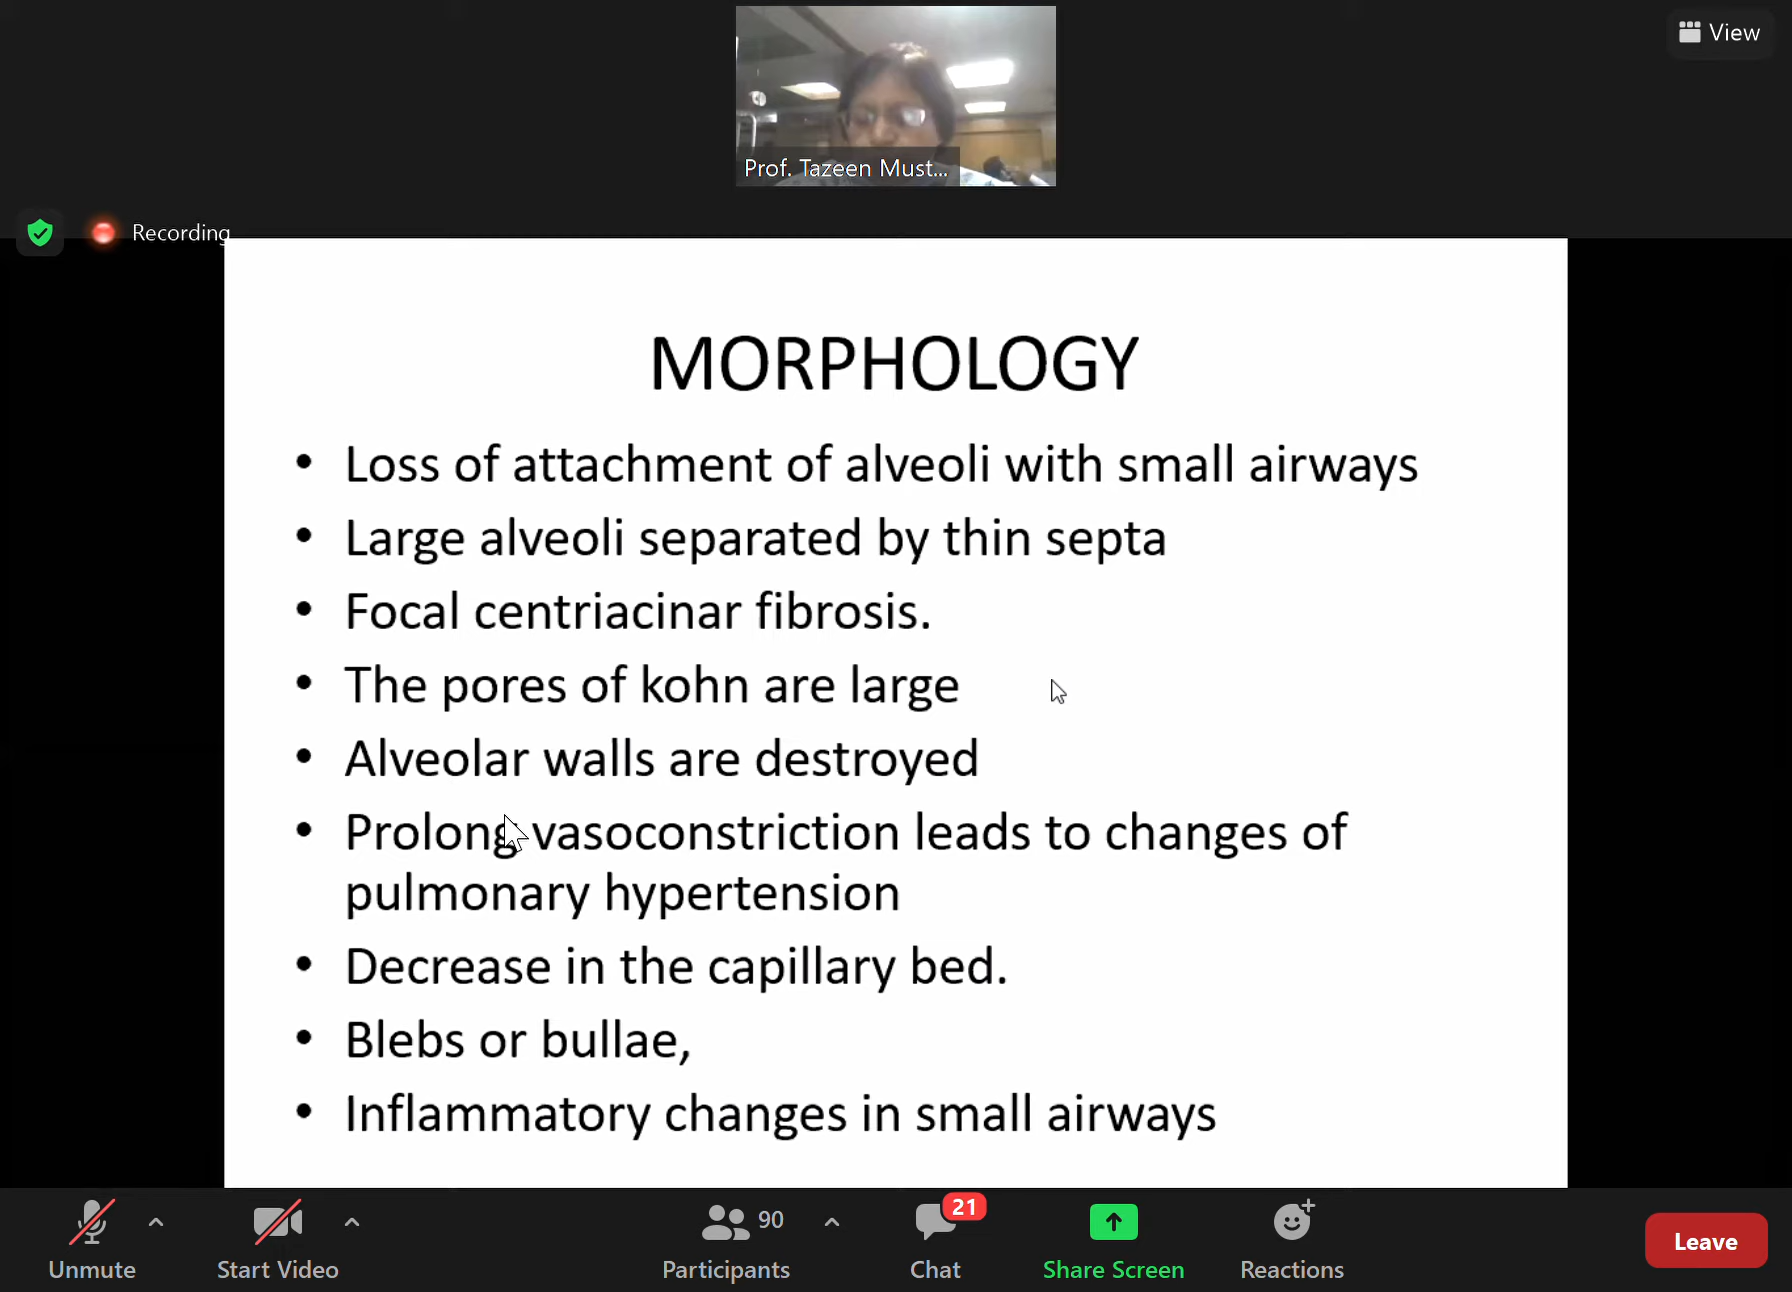 View
Prof. Tazeen Must...
Recording
MORPHOLOGY
• Loss of attachment of alveoli with small airways
• Large alveoli separated by thin septa
• Focal centriacinar fibrosis.
• The pores of kohn are large
• Alveolar walls are destroyed
• Prolong vasoconstriction leads to changes of
pulmonary hypertension
• Decrease in the capillary bed.
• Blebs or bullae,
• Inflammatory changes in small airways
90
21
Unmute
Start Video
Participants
Chat
Share Screen
Reactions
Leave